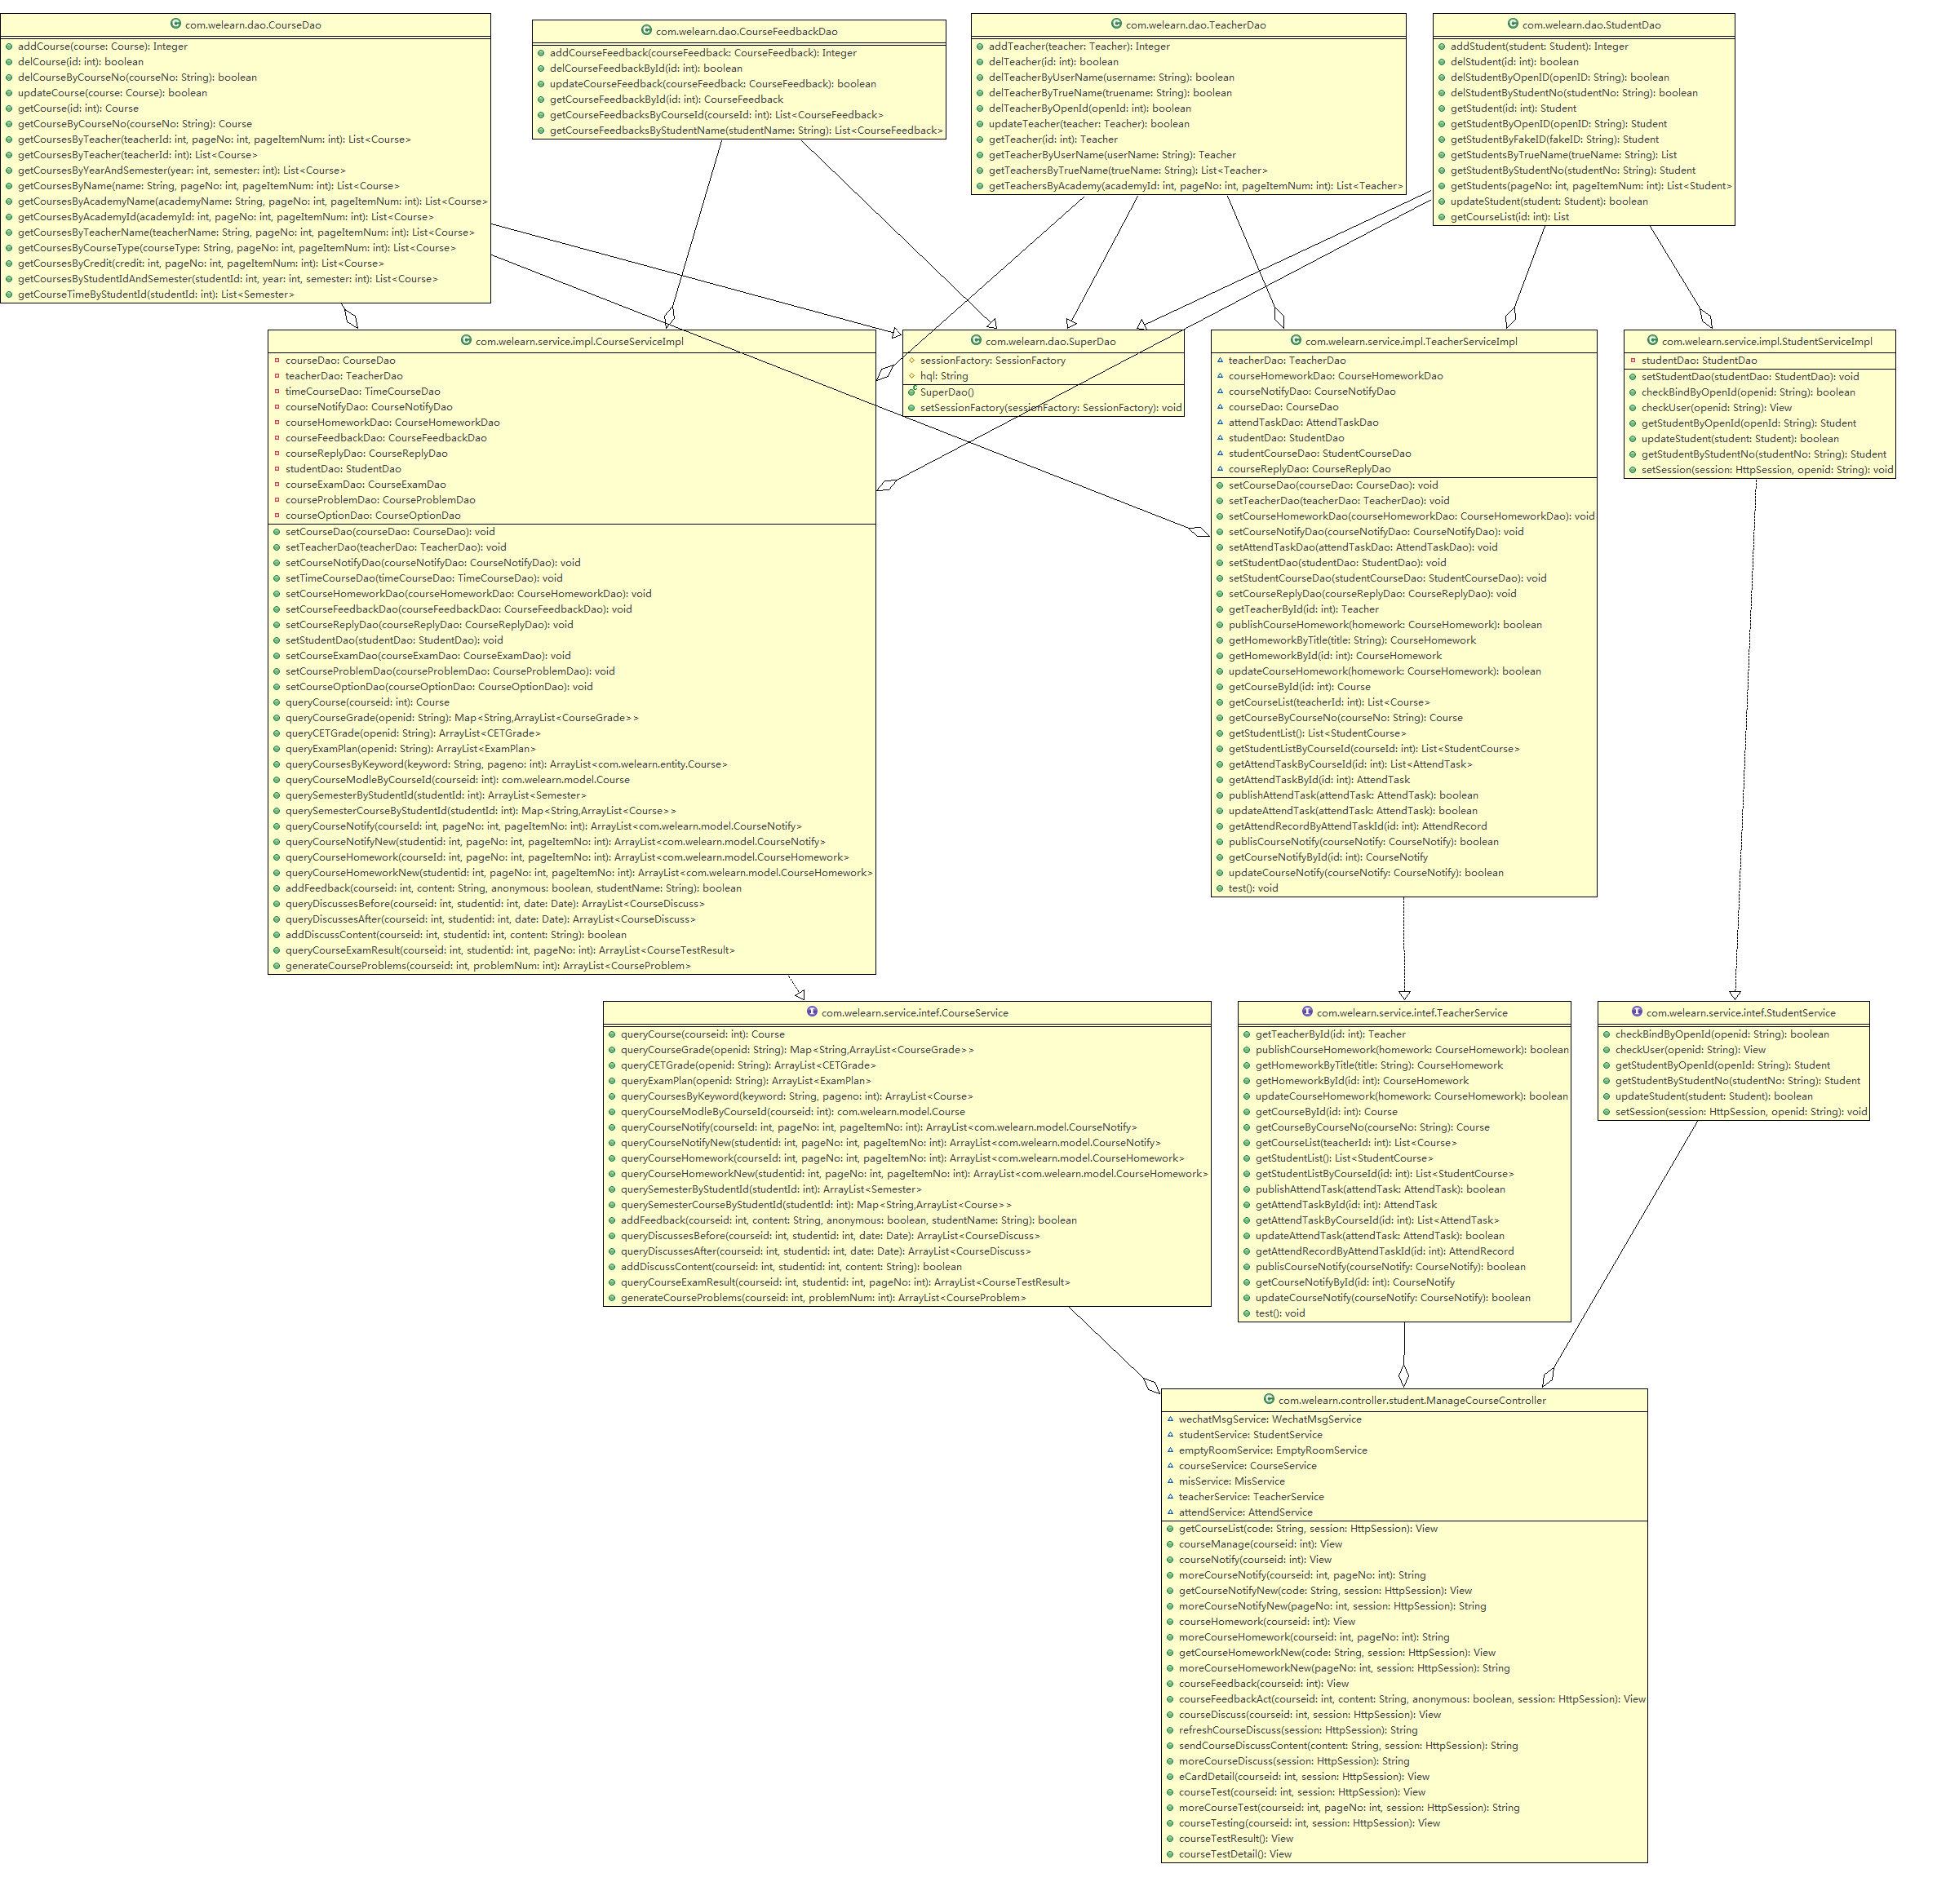 com.welearn.dao.CourseDao
addCourse(course: Course): Integer
delCourse(id: int): boolean
delCourseByCourseNo(courseNo: String): boolean
updateCourse(course: Course): boolean
getCourse(id: int): Course
getCourseByCourseNo(courseNo: String): Course
getCoursesByTeacher(teacherId: int, pageNo: int, pageItemNum: int): List<Course>
getCoursesByTeacher(teacherId: int): List<Course>
getCoursesByYearAndSemester(year: int, semester: int): List<Course>
getCoursesByName(name: String, pageNo: int, pageItemNum: int): List<Course>
getCoursesByAcademyName(academyName: String, pageNo: int, pageItemNum: int): List<Course>
getCoursesByAcademyId(academyId: int, pageNo: int, pageItemNum: int): List<Course>
getCoursesByTeacherName(teacherName: String, pageNo: int, pageItemNum: int): List<Course>
getCoursesByCourseType(courseType: String, pageNo: int, pageItemNum: int): List<Course>
getCoursesByCredit(credit: int, pageNo: int, pageItemNum: int): List<Course>
getCoursesByStudentIdAndSemester(studentId: int, year: int, semester: int): List<Course>
getCourseTimeByStudentId(studentId: int): List<Semester>
com.welearn.dao.CourseFeedbackDao
addCourseFeedback(courseFeedback: CourseFeedback): Integer
delCourseFeedbackById(id: int): boolean
updateCourseFeedback(courseFeedback: CourseFeedback): boolean
getCourseFeedbackById(id: int): CourseFeedback
getCourseFeedbacksByCourseId(courseId: int): List<CourseFeedback>
getCourseFeedbacksByStudentName(studentName: String): List<CourseFeedback>
com.welearn.dao.TeacherDao
addTeacher(teacher: Teacher): Integer
delTeacher(id: int): boolean
delTeacherByUserName(username: String): boolean
delTeacherByTrueName(truename: String): boolean
delTeacherByOpenId(openId: int): boolean
updateTeacher(teacher: Teacher): boolean
getTeacher(id: int): Teacher
getTeacherByUserName(userName: String): Teacher
getTeachersByTrueName(trueName: String): List<Teacher>
getTeachersByAcademy(academyId: int, pageNo: int, pageItemNum: int): List<Teacher>
com.welearn.dao.StudentDao
addStudent(student: Student): Integer
delStudent(id: int): boolean
delStudentByOpenID(openID: String): boolean
delStudentByStudentNo(studentNo: String): boolean
getStudent(id: int): Student
getStudentByOpenID(openID: String): Student
getStudentByFakeID(fakeID: String): Student
getStudentsByTrueName(trueName: String): List
getStudentByStudentNo(studentNo: String): Student
getStudents(pageNo: int, pageItemNum: int): List<Student>
updateStudent(student: Student): boolean
getCourseList(id: int): List
com.welearn.service.impl.CourseServiceImpl
courseDao: CourseDao
teacherDao: TeacherDao
timeCourseDao: TimeCourseDao
courseNotifyDao: CourseNotifyDao
courseHomeworkDao: CourseHomeworkDao
courseFeedbackDao: CourseFeedbackDao
courseReplyDao: CourseReplyDao
studentDao: StudentDao
courseExamDao: CourseExamDao
courseProblemDao: CourseProblemDao
courseOptionDao: CourseOptionDao
setCourseDao(courseDao: CourseDao): void
setTeacherDao(teacherDao: TeacherDao): void
setCourseNotifyDao(courseNotifyDao: CourseNotifyDao): void
setTimeCourseDao(timeCourseDao: TimeCourseDao): void
setCourseHomeworkDao(courseHomeworkDao: CourseHomeworkDao): void
setCourseFeedbackDao(courseFeedbackDao: CourseFeedbackDao): void
setCourseReplyDao(courseReplyDao: CourseReplyDao): void
setStudentDao(studentDao: StudentDao): void
setCourseExamDao(courseExamDao: CourseExamDao): void
setCourseProblemDao(courseProblemDao: CourseProblemDao): void
setCourseOptionDao(courseOptionDao: CourseOptionDao): void
queryCourse(courseid: int): Course
queryCourseGrade(openid: String): Map<String,ArrayList<CourseGrade>>
queryCETGrade(openid: String): ArrayList<CETGrade>
queryExamPlan(openid: String): ArrayList<ExamPlan>
queryCoursesByKeyword(keyword: String, pageno: int): ArrayList<com.welearn.entity.Course>
queryCourseModleByCourseId(courseid: int): com.welearn.model.Course
querySemesterByStudentId(studentId: int): ArrayList<Semester>
querySemesterCourseByStudentId(studentId: int): Map<String,ArrayList<Course>>
queryCourseNotify(courseId: int, pageNo: int, pageItemNo: int): ArrayList<com.welearn.model.CourseNotify>
queryCourseNotifyNew(studentid: int, pageNo: int, pageItemNo: int): ArrayList<com.welearn.model.CourseNotify>
queryCourseHomework(courseId: int, pageNo: int, pageItemNo: int): ArrayList<com.welearn.model.CourseHomework>
queryCourseHomeworkNew(studentid: int, pageNo: int, pageItemNo: int): ArrayList<com.welearn.model.CourseHomework>
addFeedback(courseid: int, content: String, anonymous: boolean, studentName: String): boolean
queryDiscussesBefore(courseid: int, studentid: int, date: Date): ArrayList<CourseDiscuss>
queryDiscussesAfter(courseid: int, studentid: int, date: Date): ArrayList<CourseDiscuss>
addDiscussContent(courseid: int, studentid: int, content: String): boolean
queryCourseExamResult(courseid: int, studentid: int, pageNo: int): ArrayList<CourseTestResult>
generateCourseProblems(courseid: int, problemNum: int): ArrayList<CourseProblem>
com.welearn.dao.SuperDao
sessionFactory: SessionFactory
hql: String
SuperDao()
setSessionFactory(sessionFactory: SessionFactory): void
com.welearn.service.impl.TeacherServiceImpl
teacherDao: TeacherDao
courseHomeworkDao: CourseHomeworkDao
courseNotifyDao: CourseNotifyDao
courseDao: CourseDao
attendTaskDao: AttendTaskDao
studentDao: StudentDao
studentCourseDao: StudentCourseDao
courseReplyDao: CourseReplyDao
setCourseDao(courseDao: CourseDao): void
setTeacherDao(teacherDao: TeacherDao): void
setCourseHomeworkDao(courseHomeworkDao: CourseHomeworkDao): void
setCourseNotifyDao(courseNotifyDao: CourseNotifyDao): void
setAttendTaskDao(attendTaskDao: AttendTaskDao): void
setStudentDao(studentDao: StudentDao): void
setStudentCourseDao(studentCourseDao: StudentCourseDao): void
setCourseReplyDao(courseReplyDao: CourseReplyDao): void
getTeacherById(id: int): Teacher
publishCourseHomework(homework: CourseHomework): boolean
getHomeworkByTitle(title: String): CourseHomework
getHomeworkById(id: int): CourseHomework
updateCourseHomework(homework: CourseHomework): boolean
getCourseById(id: int): Course
getCourseList(teacherId: int): List<Course>
getCourseByCourseNo(courseNo: String): Course
getStudentList(): List<StudentCourse>
getStudentListByCourseId(courseId: int): List<StudentCourse>
getAttendTaskByCourseId(id: int): List<AttendTask>
getAttendTaskById(id: int): AttendTask
publishAttendTask(attendTask: AttendTask): boolean
updateAttendTask(attendTask: AttendTask): boolean
getAttendRecordByAttendTaskId(id: int): AttendRecord
publisCourseNotify(courseNotify: CourseNotify): boolean
getCourseNotifyById(id: int): CourseNotify
updateCourseNotify(courseNotify: CourseNotify): boolean
test(): void
com.welearn.service.impl.StudentServiceImpl
studentDao: StudentDao
setStudentDao(studentDao: StudentDao): void
checkBindByOpenId(openid: String): boolean
checkUser(openid: String): View
getStudentByOpenId(openId: String): Student
updateStudent(student: Student): boolean
getStudentByStudentNo(studentNo: String): Student
setSession(session: HttpSession, openid: String): void
com.welearn.service.intef.CourseService
queryCourse(courseid: int): Course
queryCourseGrade(openid: String): Map<String,ArrayList<CourseGrade>>
queryCETGrade(openid: String): ArrayList<CETGrade>
queryExamPlan(openid: String): ArrayList<ExamPlan>
queryCoursesByKeyword(keyword: String, pageno: int): ArrayList<Course>
queryCourseModleByCourseId(courseid: int): com.welearn.model.Course
queryCourseNotify(courseId: int, pageNo: int, pageItemNo: int): ArrayList<com.welearn.model.CourseNotify>
queryCourseNotifyNew(studentid: int, pageNo: int, pageItemNo: int): ArrayList<com.welearn.model.CourseNotify>
queryCourseHomework(courseId: int, pageNo: int, pageItemNo: int): ArrayList<com.welearn.model.CourseHomework>
queryCourseHomeworkNew(studentid: int, pageNo: int, pageItemNo: int): ArrayList<com.welearn.model.CourseHomework>
querySemesterByStudentId(studentId: int): ArrayList<Semester>
querySemesterCourseByStudentId(studentId: int): Map<String,ArrayList<Course>>
addFeedback(courseid: int, content: String, anonymous: boolean, studentName: String): boolean
queryDiscussesBefore(courseid: int, studentid: int, date: Date): ArrayList<CourseDiscuss>
queryDiscussesAfter(courseid: int, studentid: int, date: Date): ArrayList<CourseDiscuss>
addDiscussContent(courseid: int, studentid: int, content: String): boolean
queryCourseExamResult(courseid: int, studentid: int, pageNo: int): ArrayList<CourseTestResult>
generateCourseProblems(courseid: int, problemNum: int): ArrayList<CourseProblem>
com.welearn.service.intef.TeacherService
getTeacherById(id: int): Teacher
publishCourseHomework(homework: CourseHomework): boolean
getHomeworkByTitle(title: String): CourseHomework
getHomeworkById(id: int): CourseHomework
updateCourseHomework(homework: CourseHomework): boolean
getCourseById(id: int): Course
getCourseByCourseNo(courseNo: String): Course
getCourseList(teacherId: int): List<Course>
getStudentList(): List<StudentCourse>
getStudentListByCourseId(id: int): List<StudentCourse>
publishAttendTask(attendTask: AttendTask): boolean
getAttendTaskById(id: int): AttendTask
getAttendTaskByCourseId(id: int): List<AttendTask>
updateAttendTask(attendTask: AttendTask): boolean
getAttendRecordByAttendTaskId(id: int): AttendRecord
publisCourseNotify(courseNotify: CourseNotify): boolean
getCourseNotifyById(id: int): CourseNotify
updateCourseNotify(courseNotify: CourseNotify): boolean
test(): void
com.welearn.service.intef.StudentService
checkBindByOpenId(openid: String): boolean
checkUser(openid: String): View
getStudentByOpenId(openId: String): Student
getStudentByStudentNo(studentNo: String): Student
updateStudent(student: Student): boolean
setSession(session: HttpSession, openid: String): void
com.welearn.controller.student.ManageCourseController
wechatMsgService: WechatMsgService
studentService: StudentService
emptyRoomService: EmptyRoomService
courseService: CourseService
misService: MisService
teacherService: TeacherService
attendService: AttendService
getCourseList(code: String, session: HttpSession): View
courseManage(courseid: int): View
courseNotify(courseid: int): View
moreCourseNotify(courseid: int, pageNo: int): String
getCourseNotifyNew(code: String, session: HttpSession): View
moreCourseNotifyNew(pageNo: int, session: HttpSession): String
courseHomework(courseid: int): View
moreCourseHomework(courseid: int, pageNo: int): String
getCourseHomeworkNew(code: String, session: HttpSession): View
moreCourseHomeworkNew(pageNo: int, session: HttpSession): String
courseFeedback(courseid: int): View
courseFeedbackAct(courseid: int, content: String, anonymous: boolean, session: HttpSession): View
courseDiscuss(courseid: int, session: HttpSession): View
refreshCourseDiscuss(session: HttpSession): String
sendCourseDiscussContent(content: String, session: HttpSession): String
moreCourseDiscuss(session: HttpSession): String
eCardDetail(courseid: int, session: HttpSession): View
courseTest(courseid: int, session: HttpSession): View
moreCourseTest(courseid: int, pageNo: int, session: HttpSession): String
courseTesting(courseid: int, session: HttpSession): View
courseTestResult(): View
courseTestDetail(): View